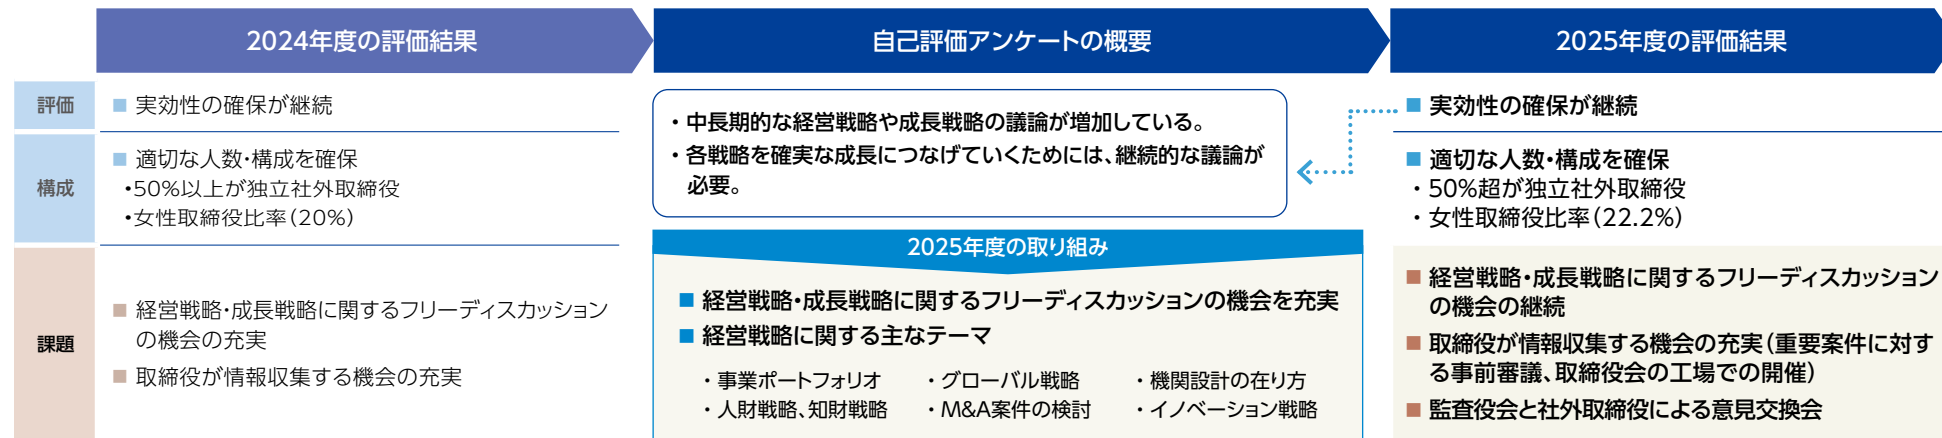 2024年度の評価結果
自己評価アンケートの概要
2025年度の評価結果
評価
■ 実効性の確保が継続
構成
■ 適切な人数・構成を確保
・50%以上が独立社外取締役
・女性取締役比率(20%)
課題
■ 経営戦略・成長戦略に関するフリーディスカッション
の機会の充実
■ 取締役が情報収集する機会の充実
・中長期的な経営戦略や成長戦略の議論が増加している。
・各戦略を確実な成長につなげていくためには、継続的な議論が
必要。
2025年度の取り組み
■ 経営戦略・成長戦略に関するフリーディスカッションの機会を充実
■ 経営戦略に関する主なテーマ
・事業ポートフォリオ ・グローバル戦略 ・機関設計の在り方
・人財戦略、知財戦略 ・M&A案件の検討 ・イノベーション戦略
■ 実効性の確保が継続
■ 適切な人数・構成を確保
・50%超が独立社外取締役
・女性取締役比率(22.2%)
■ 経営戦略・成長戦略に関するフリーディスカッション
の機会の継続
■ 取締役が情報収集する機会の充実(重要案件に対す
る事前審議、取締役会の工場での開催)
■ 監査役会と社外取締役による意見交換会